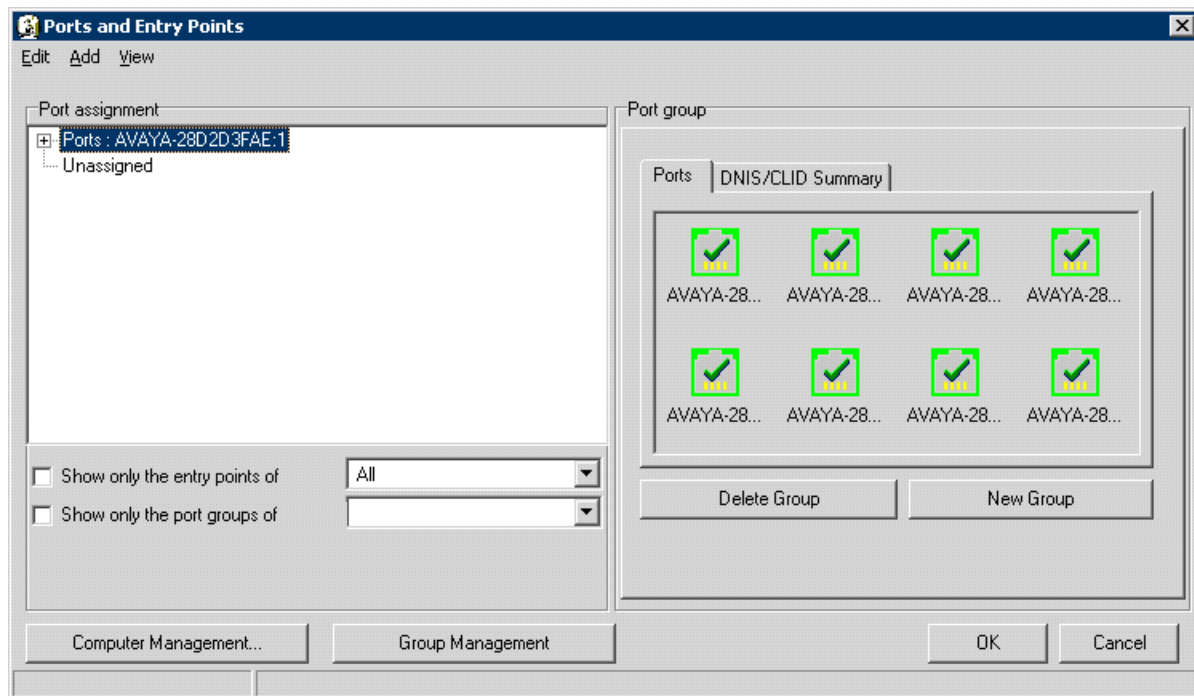 Ports and Entry Points
Edit Add View
Port assignment
Ports : AVAYA-28D2D3FAE:1
Unassigned
Show only the entry points of All
Show only the port groups of
Port group
Ports DNIS/CLID Summary
AVAYA-28... AVAYA-28... AVAYA-28... AVAYA-28...
AVAYA-28... AVAYA-28... AVAYA-28... AVAYA-28...
Delete Group New Group
Computer Management... Group Management OK Cancel